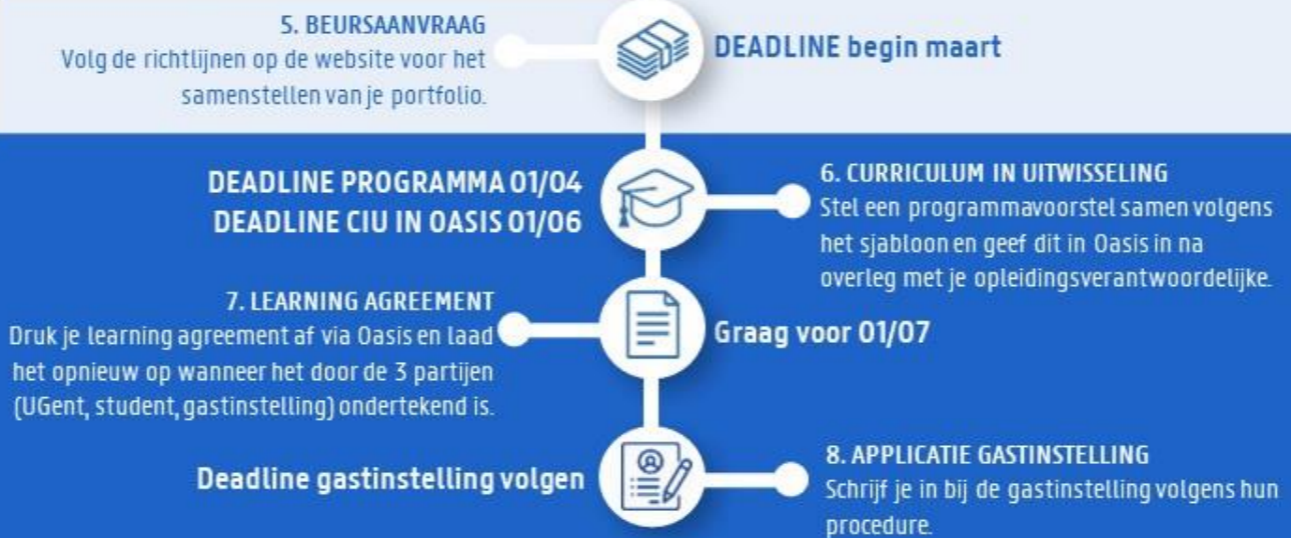 5. BEURSAANVRAAG
Volg de richtlijnen op de website voor het
samenstellen van je portfolio.
DEADLINE begin maart
DEADLINE PROGRAMMA 01/04
DEADLINE CIU IN OASIS 01/06
6. CURRICULUM IN UITWISSELING
Stel een programmavoorstel samen volgens
het sjabloon en geef dit in Oasis in na
overleg met je opleidingsverantwoordelijke.
7. LEARNING AGREEMENT
Druk je learning agreement af via Oasis en laad
het opnieuw op wanneer het door de 3 partijen
(UGent, student, gastinstelling) ondertekend is.
Graag voor 01/07
Deadline gastinstelling volgen
8. APPLICATIE GASTINSTELLING
Schrijf je in bij de gastinstelling volgens hun
procedure.